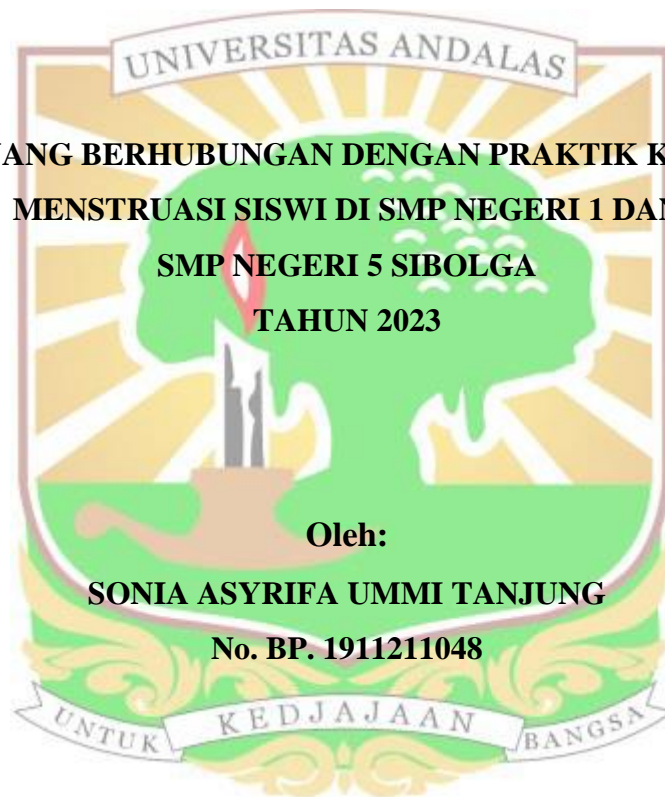 UNIVERSITAS ANDALAS
YANG BERHUBUNGAN DENGAN PRAKTIK
MENSTRUASI SISWI DI SMP NEGERI 1 DAN
SMP NEGERI 5 SIBOLGA
TAHUN 2023
Oleh:
SONIA ASYRIFA UMMI TANJUNG
No. BP. 1911211048
UNTUK KEDJAJAAN BANGSA